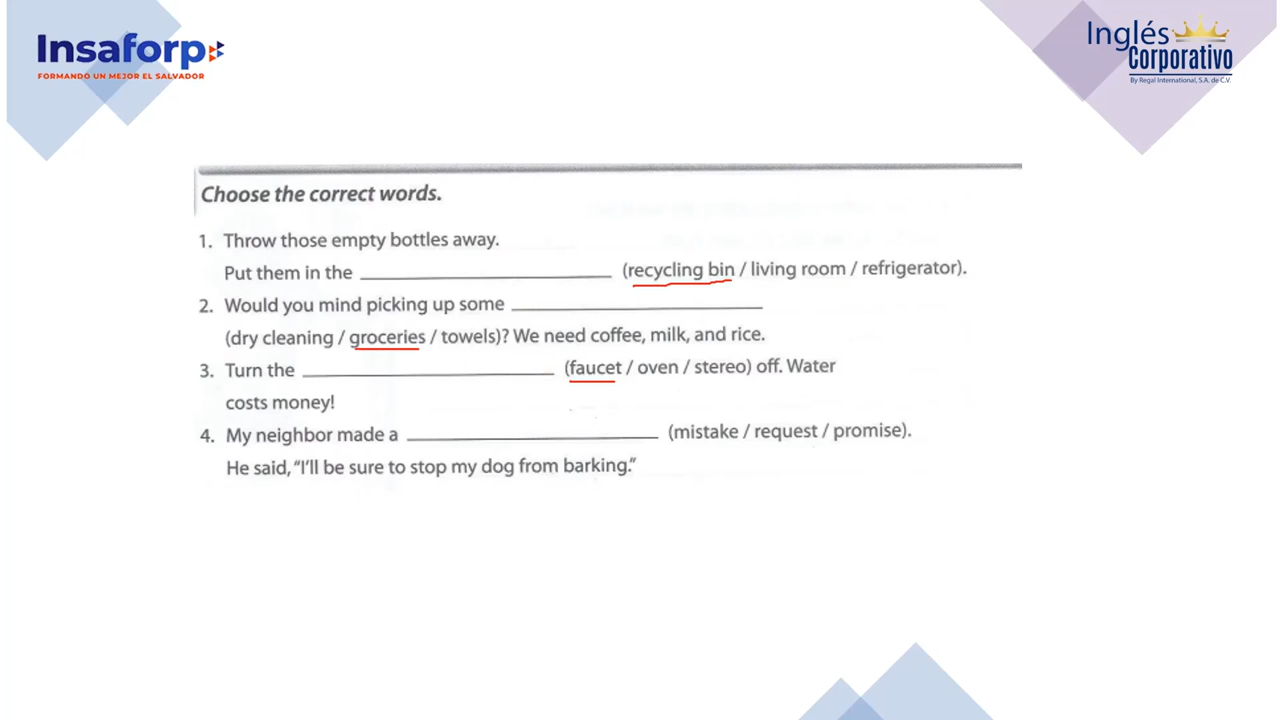 Insaforp
FORMANDO UN MEJOR EL SALVADOR
Inglés
Corporativo
By Regal International, S.A. de C.V.
Choose the correct words.
1. Throw those empty bottles away.
Put them in the ____________ (recycling bin / living room / refrigerator).
2. Would you mind picking up some ____________
(dry cleaning / groceries / towels)? We need coffee, milk, and rice.
3. Turn the ____________ (faucet / oven / stereo) off. Water
costs money!
4. My neighbor made a ____________ (mistake / request / promise).
He said, “I’ll be sure to stop my dog from barking.”